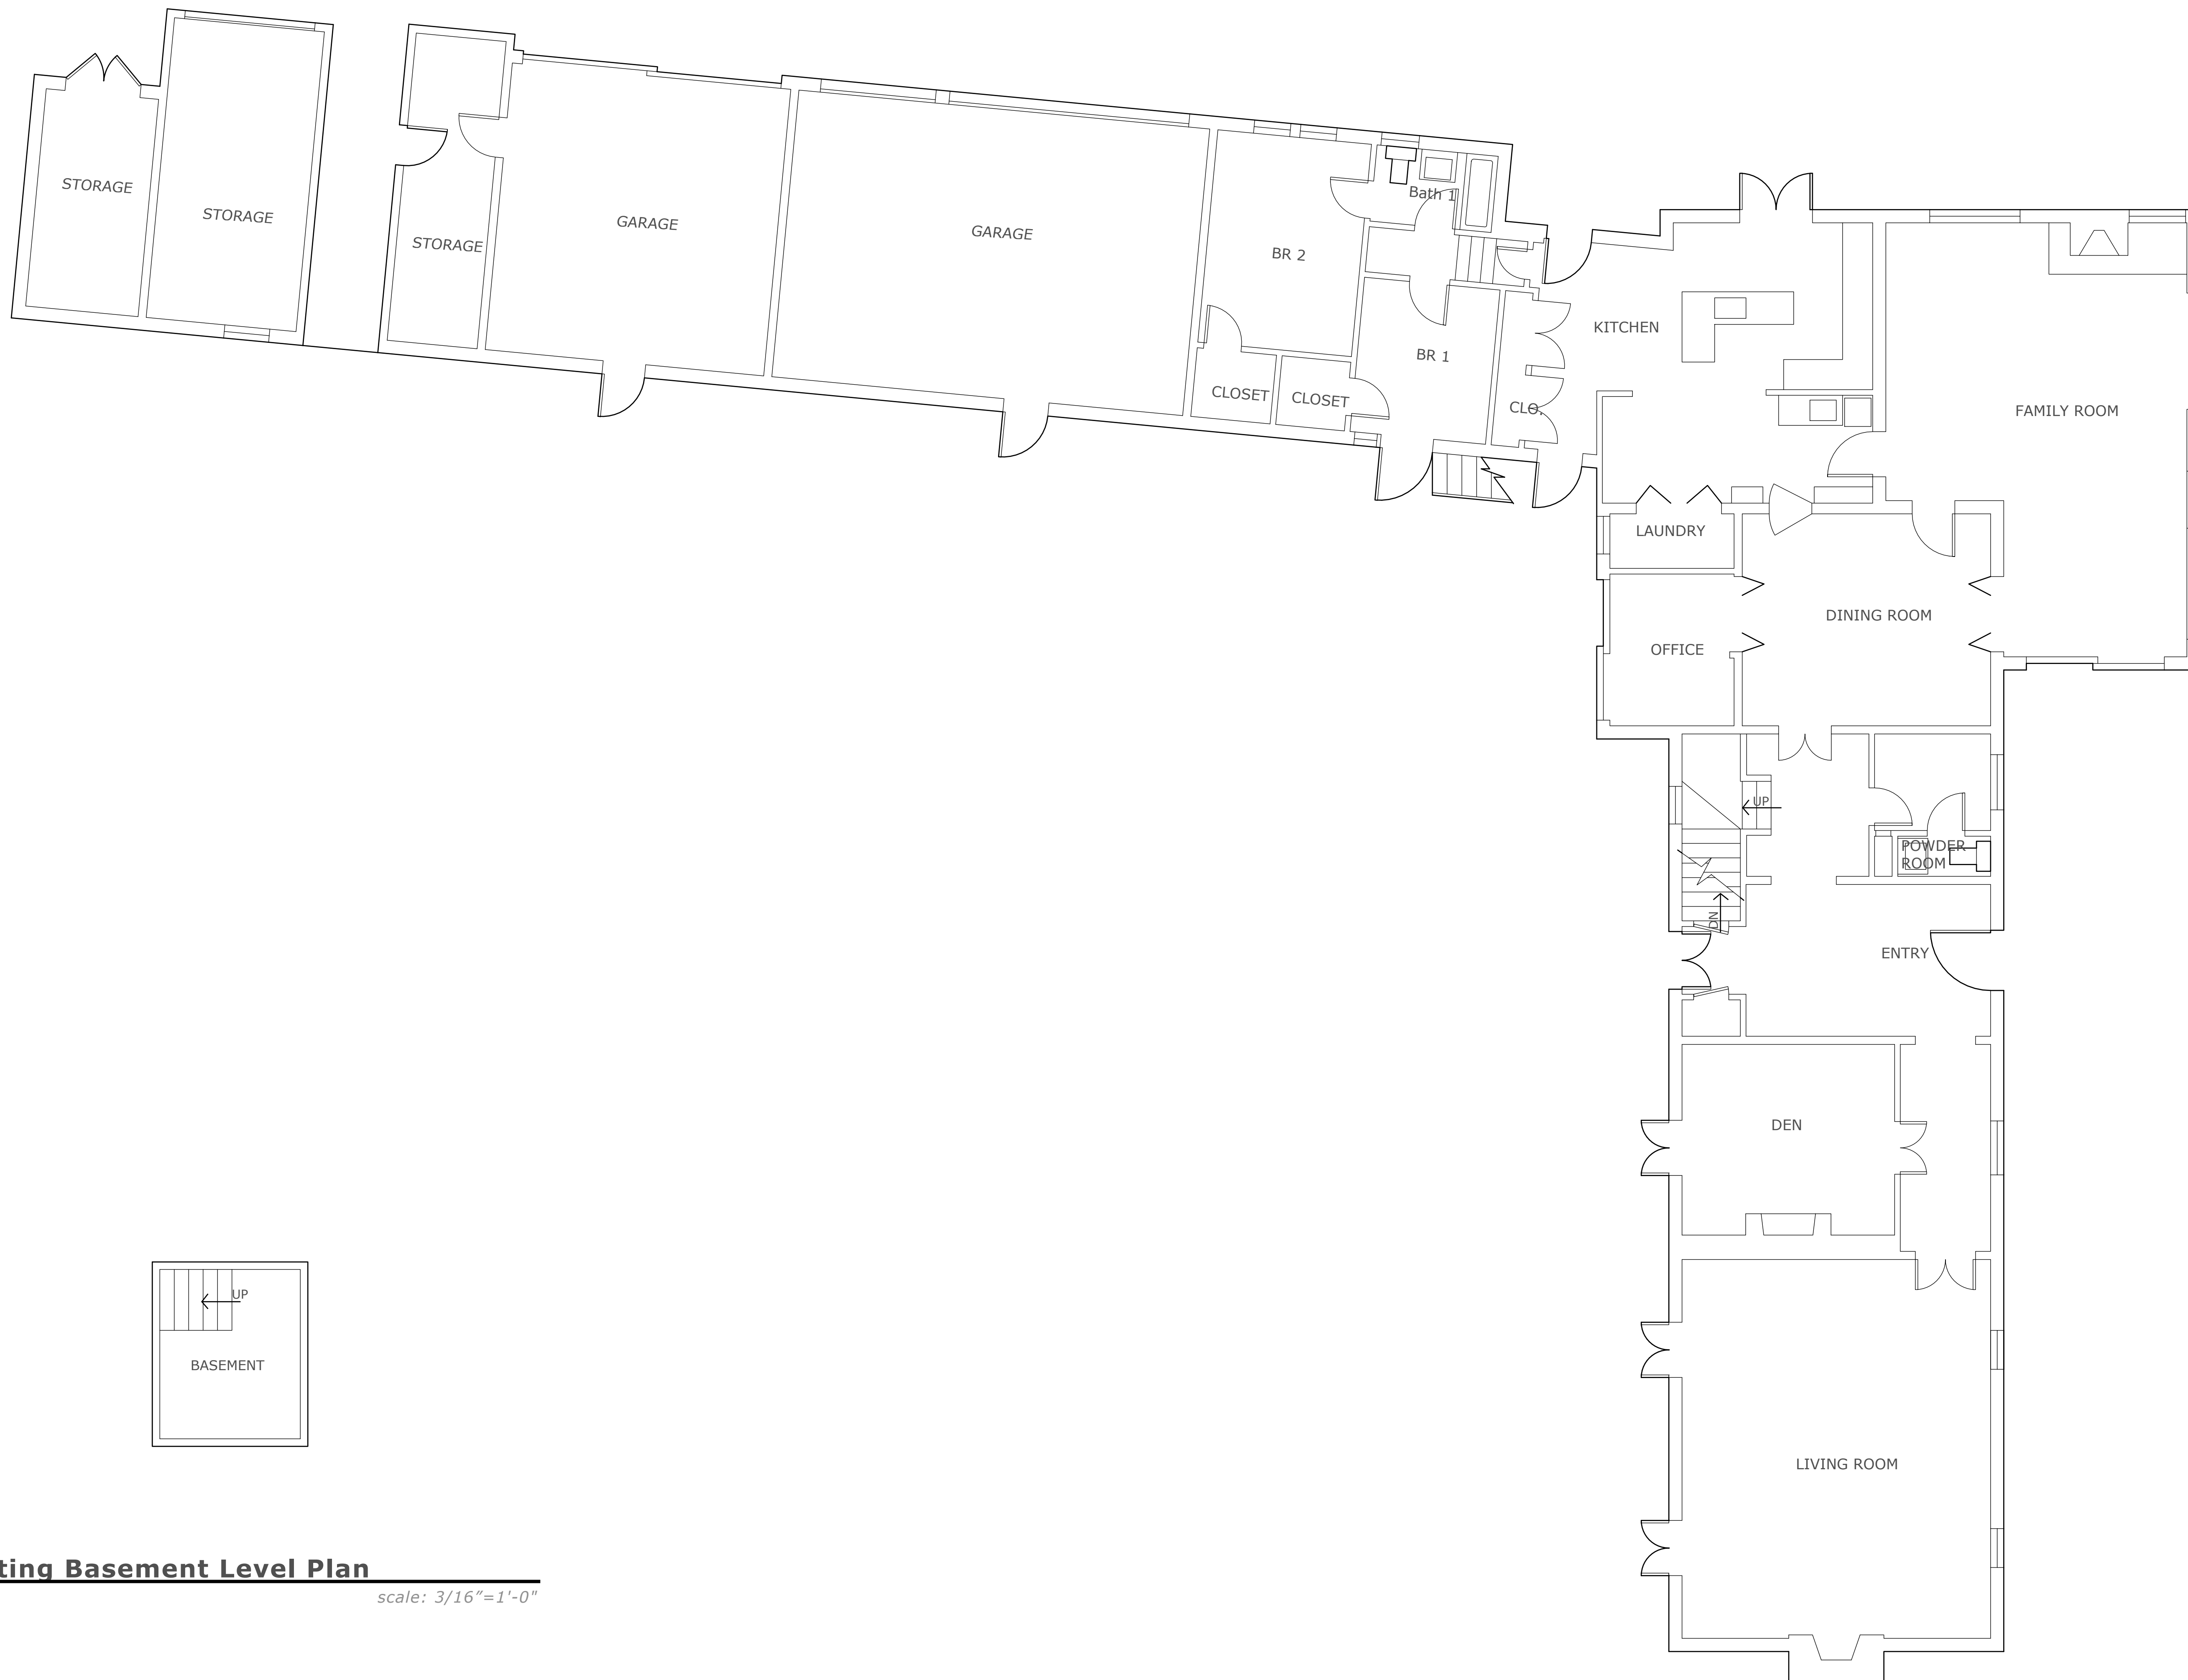 STORAGE
STORAGE
STORAGE
GARAGE
GARAGE
BR 2
Bath 1
BR 1
CLOSET
CLOSET
CLO.
KITCHEN
FAMILY ROOM
LAUNDRY
OFFICE
DINING ROOM
UP
POWDER
ROOM
DN
ENTRY
DEN
LIVING ROOM
UP
BASEMENT
ting Basement Level Plan
scale: 3/16"=1'-0"